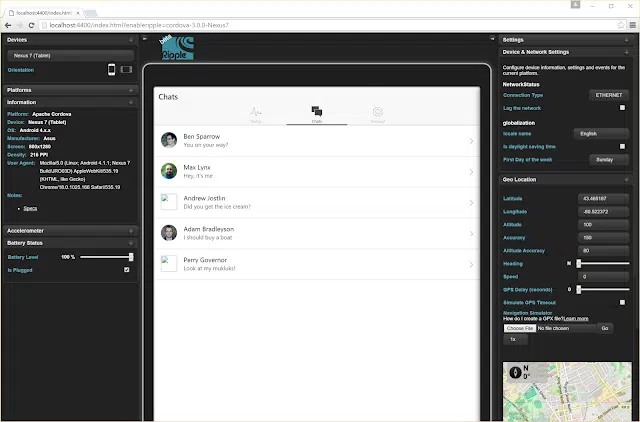 localhost:4400/index.html?enabler
localhost:4400/index.html?enableripple=cordova-3.0.0-Nexus7
Devices
Nexus 7 (Tablet)
Orientation
Platforms
Information
Platform: Apache Cordova
Device: Nexus 7 (Tablet)
OS: Android 4.x.x
Manufacturer: Asus
Screen: 800x1280
Density: 216 PPI
User Agent: Mozilla/5.0 (Linux; Android 4.1.1; Nexus 7
Build/JRO03D) AppleWebKit/535.19
(KHTML, like Gecko)
Chrome/18.0.1025.166 Safari/535.19
Notes:
Specs
Accelerometer
Battery Status
Battery Level 100 %
Is Plugged
beta
Ripple
Chats
Status
Chats
Account
Ben Sparrow
You on your way?
Max Lynx
Hey, it's me
Andrew Jostlin
Did you get the ice cream?
Adam Bradleyson
I should buy a boat
Perry Governor
Look at my mukluks!
Settings
Device & Network Settings
Configure device information, settings and events for the
current platform.
NetworkStatus
Connection Type ETHERNET
Lag the network
globalization
locale name English
Is daylight saving time
First Day of the week Sunday
Geo Location
Latitude 43.465187
Longitude -80.522372
Altitude 100
Accuracy 150
Altitude Accuracy 80
Heading N
Speed 0
GPS Delay (seconds) 0
Simulate GPS Timeout
Navigation Simulator
How do I create a GPX file?Learn more
Choose File No file chosen Go
1x
N
0°